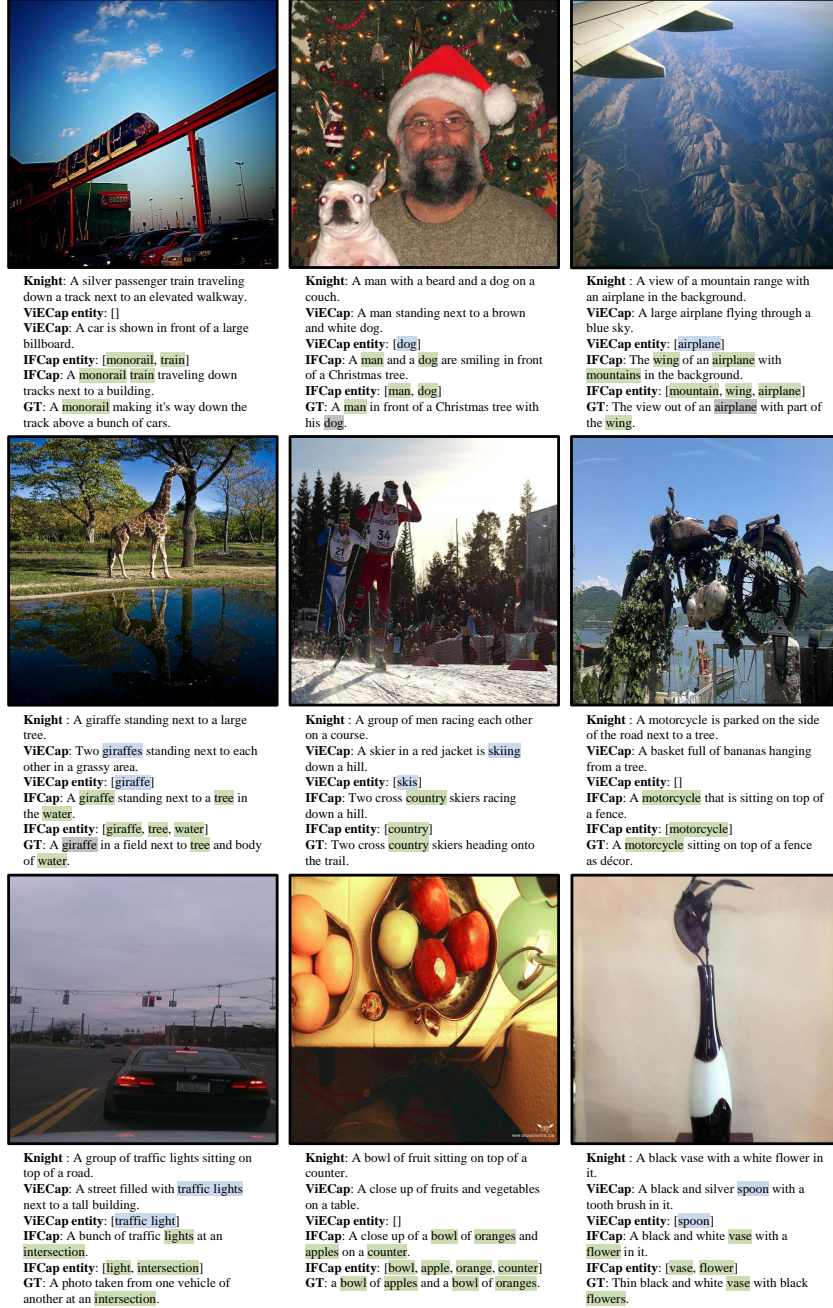 EROSKI
Knight: A silver passenger train traveling
down a track next to an elevated walkway.
ViECap entity: []
ViECap: A car is shown in front of a large
billboard.
IFCap entity: [monorail, train]
IFCap: A monorail train traveling down
tracks next to a building.
GT: A monorail making it's way down the
track above a bunch of cars.
Knight: A man with a beard and a dog on a
couch.
ViECap: A man standing next to a brown
and white dog.
ViECap entity: [dog]
IFCap: A man and a dog are smiling in front
of a Christmas tree.
IFCap entity: [man, dog]
GT: A man in front of a Christmas tree with
his dog.
Knight : A view of a mountain range with
an airplane in the background.
ViECap: A large airplane flying through a
blue sky.
ViECap entity: [airplane]
IFCap: The wing of an airplane with
mountains in the background.
IFCap entity: [mountain, wing, airplane]
GT: The view out of an airplane with part of
the wing.
34
OSLO
21
Knight : A giraffe standing next to a large
tree.
ViECap: Two giraffes standing next to each
other in a grassy area.
ViECap entity: [giraffe]
IFCap: A giraffe standing next to a tree in
the water.
IFCap entity: [giraffe, tree, water]
GT: A giraffe in a field next to tree and body
of water.
Knight : A group of men racing each other
on a course.
ViECap: A skier in a red jacket is skiing
down a hill.
ViECap entity: [skis]
IFCap: Two cross country skiers racing
down a hill.
IFCap entity: [country]
GT: Two cross country skiers heading onto
the trail.
Knight : A motorcycle is parked on the side
of the road next to a tree.
ViECap: A basket full of bananas hanging
from a tree.
ViECap entity: []
IFCap: A motorcycle that is sitting on top of
a fence.
IFCap entity: [motorcycle]
GT: A motorcycle sitting on top of a fence
as décor.
Knight : A group of traffic lights sitting on
top of a road.
ViECap: A street filled with traffic lights
next to a tall building.
ViECap entity: [traffic light]
IFCap: A bunch of traffic lights at an
intersection.
IFCap entity: [light, intersection]
GT: A photo taken from one vehicle of
another at an intersection.
Knight: A bowl of fruit sitting on top of a
counter.
ViECap: A close up of fruits and vegetables
on a table.
ViECap entity: []
IFCap: A close up of a bowl of oranges and
apples on a counter.
IFCap entity: [bowl, apple, orange, counter]
GT: a bowl of apples and a bowl of oranges.
Knight : A black vase with a white flower in
it.
ViECap: A black and silver spoon with a
tooth brush in it.
ViECap entity: [spoon]
IFCap: A black and white vase with a
flower in it.
IFCap entity: [vase, flower]
GT: Thin black and white vase with black
flowers.